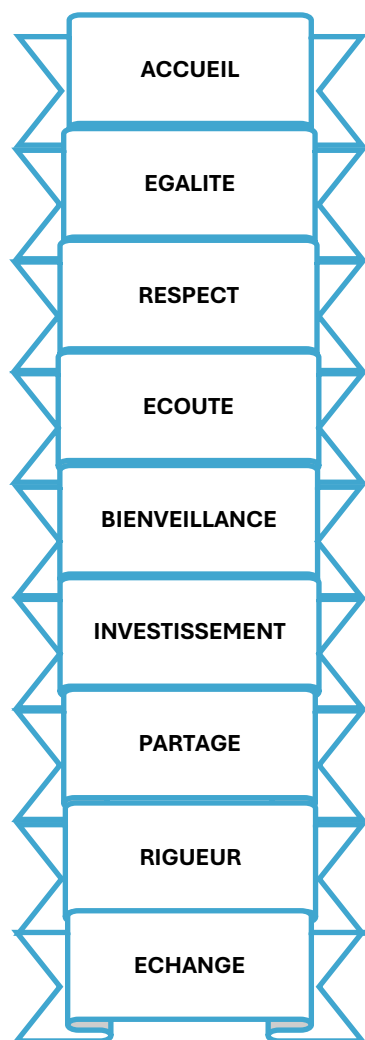 ACCUEIL
EGALITE
RESPECT
ECOUTE
BIENVEILLANCE
INVESTISSEMENT
PARTAGE
RIGUEUR
ECHANGE